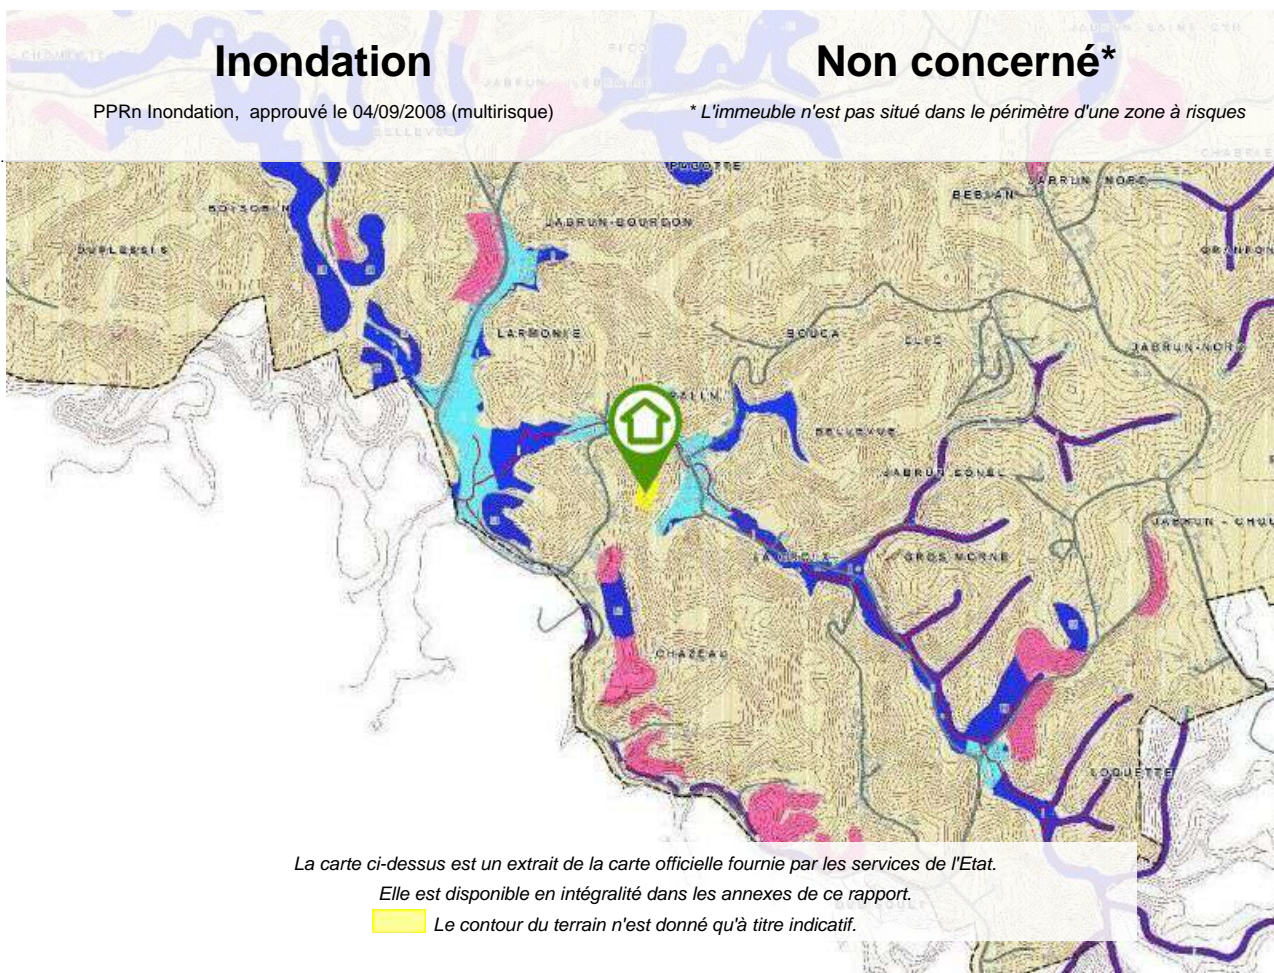 Inondation
Non concerné*
PPRn Inondation, approuvé le 04/09/2008 (multirisque)
* L'immeuble n'est pas situé dans le périmètre d'une zone à risques
BELLEVUE
BOISOBIN
DUPLESSIS
JABRUN-BOURDON
BEBIAN
JABRUN NORD
LARMONIE
BOUCA
JABRUN-NORD
BELLEVUE
GROS MORNE
CHAZEAU
LOQUETTE
La carte ci-dessus est un extrait de la carte officielle fournie par les services de l'Etat.
Elle est disponible en intégralité dans les annexes de ce rapport.
Le contour du terrain n'est donné qu'à titre indicatif.